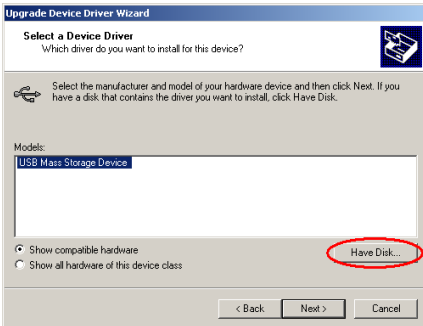 Upgrade Device Driver Wizard
Select a Device Driver
Which driver do you want to install for this device?
Select the manufacturer and model of your hardware device and then click Next. If you
have a disk that contains the driver you want to install, click Have Disk.
Models:
USB Mass Storage Device
Show compatible hardware
Have Disk...
Show all hardware of this device class
< Back
Next >
Cancel